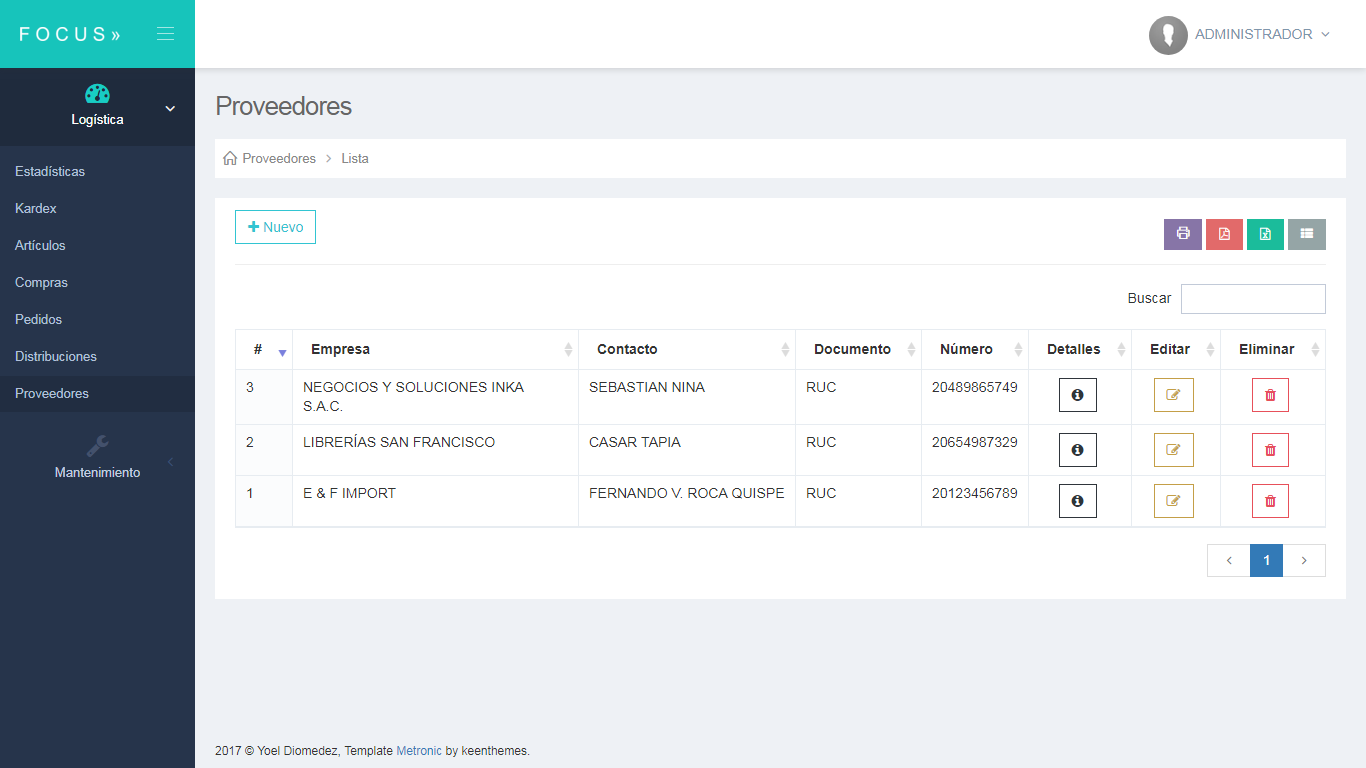 FOCUS»
ADMINISTRADOR
Logística
Estadísticas
Kardex
Artículos
Compras
Pedidos
Distribuciones
Proveedores
Mantenimiento
Proveedores
Proveedores > Lista
+ Nuevo
Buscar
# Empresa Contacto Documento Número Detalles Editar Eliminar
3 NEGOCIOS Y SOLUCIONES INKA SEBASTIAN NINA RUC 20489865749
S.A.C.
2 LIBRERÍAS SAN FRANCISCO CASAR TAPIA RUC 20654987329
1 E & F IMPORT FERNANDO V. ROCA QUISPE RUC 20123456789
< 1 >
2017 © Yoel Diomedez, Template Metronic by keenthemes.